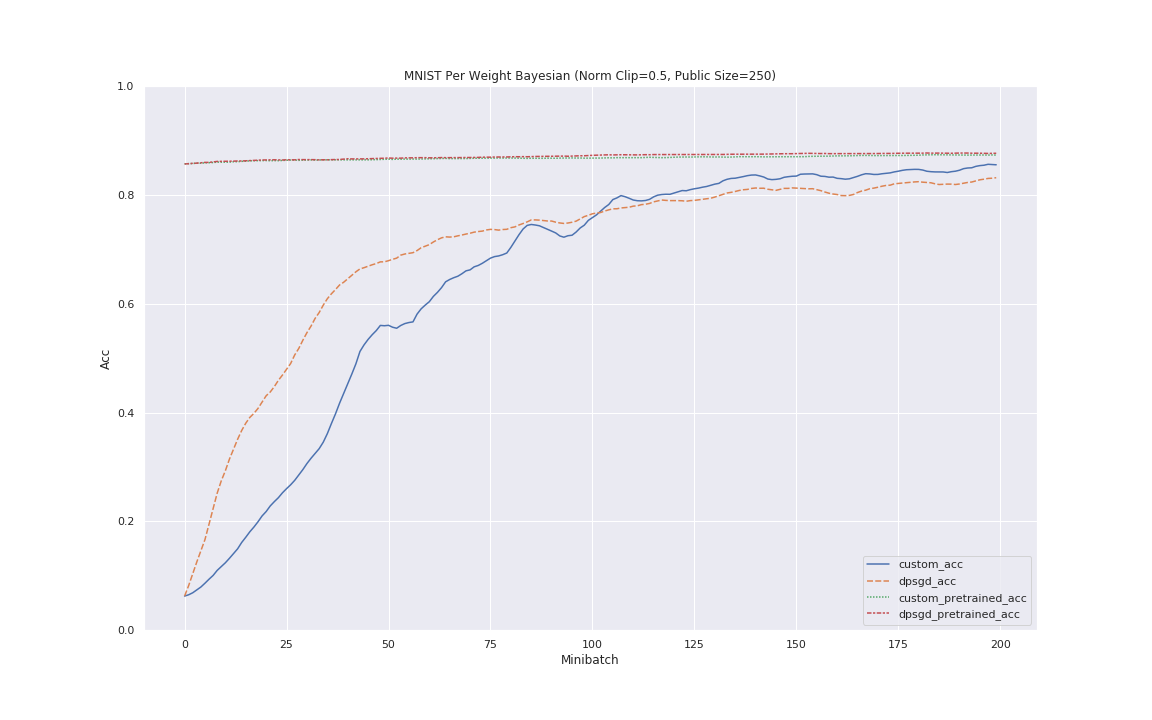 MNIST Per Weight Bayesian (Norm Clip=0.5, Public Size=250)
1.0
0.8
0.6
0.4
0.2
0.0
Acc
0 25 50 75 100 125 150 175 200
Minibatch
custom_acc
dpsgd_acc
custom_pretrained_acc
dpsgd_pretrained_acc